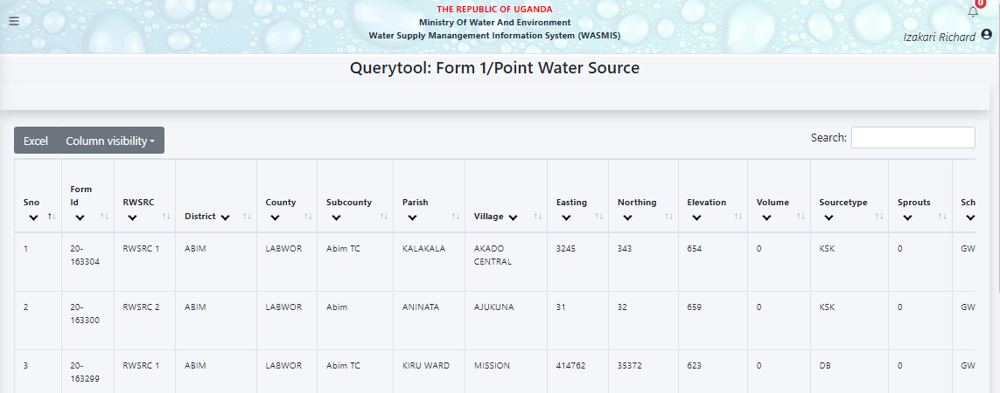 THE REPUBLIC OF UGANDA
0
Ministry Of Water And Environment
Water Supply Manangement Information System (WASMIS)
Izakari Richard
Querytool: Form 1/Point Water Source
Excel Column visibility
Search:
Sno Form Id RWSRC District County Subcounty Parish Village Easting Northing Elevation Volume Sourcetype Sprouts Sch
1 20-163304 RWSRC 1 ABIM LABWOR Abim TC KALAKALA AKADO CENTRAL 3245 343 654 0 KSK 0 GW
2 20-163300 RWSRC 2 ABIM LABWOR Abim ANINATA AJUKUNA 31 32 659 0 KSK 0 GW
3 20-163299 RWSRC 1 ABIM LABWOR Abim TC KIRU WARD MISSION 414762 35372 623 0 DB 0 GW